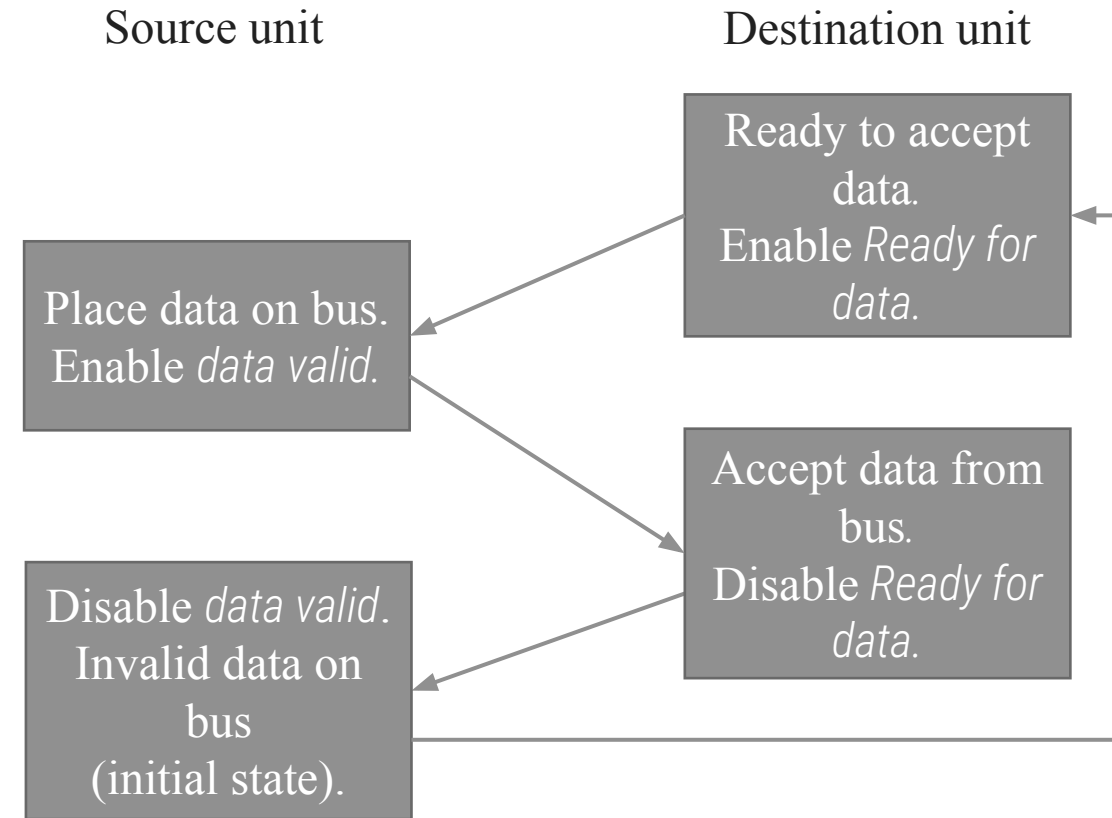 Source unit
Destination unit
Ready to accept
data.
Enable Ready for
data.
Place data on bus.
Enable data valid.
Accept data from
bus.
Disable Ready for
data.
Disable data valid.
Invalid data on
bus
(initial state).